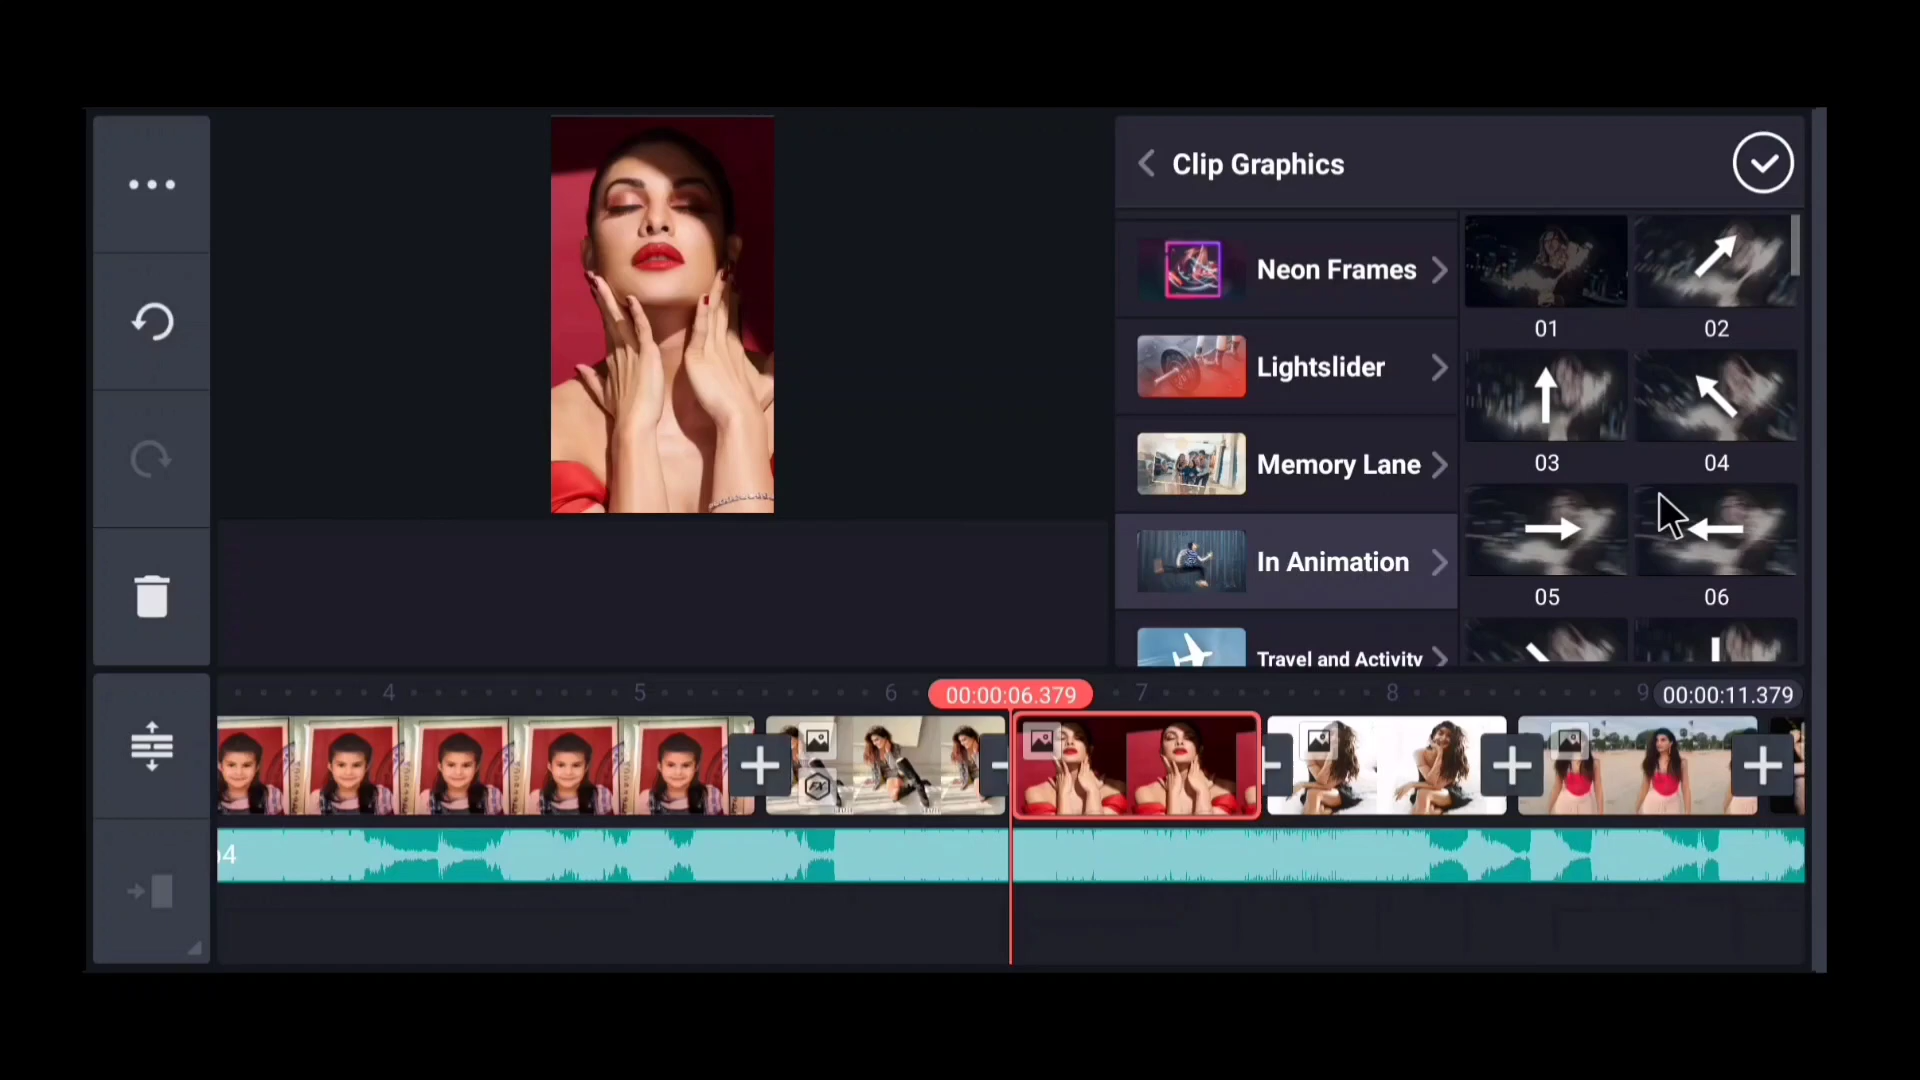 Clip Graphics
Neon Frames
Lightslider
Memory Lane
In Animation
Travel and Activity
01
02
03
04
05
06
4
5
6
00:00:06.379
7
8
9
00:00:11.379
FX